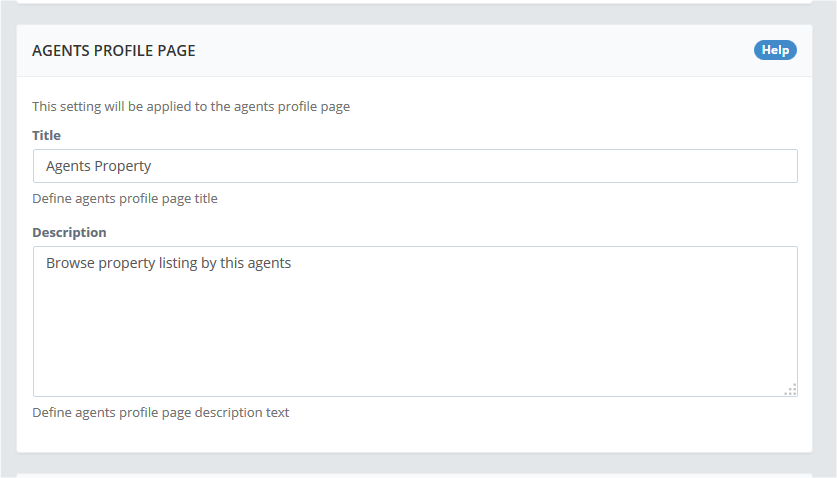 AGENTS PROFILE PAGE
Help
This setting will be applied to the agents profile page
Title
Agents Property
Define agents profile page title
Description
Browse property listing by this agents
Define agents profile page description text